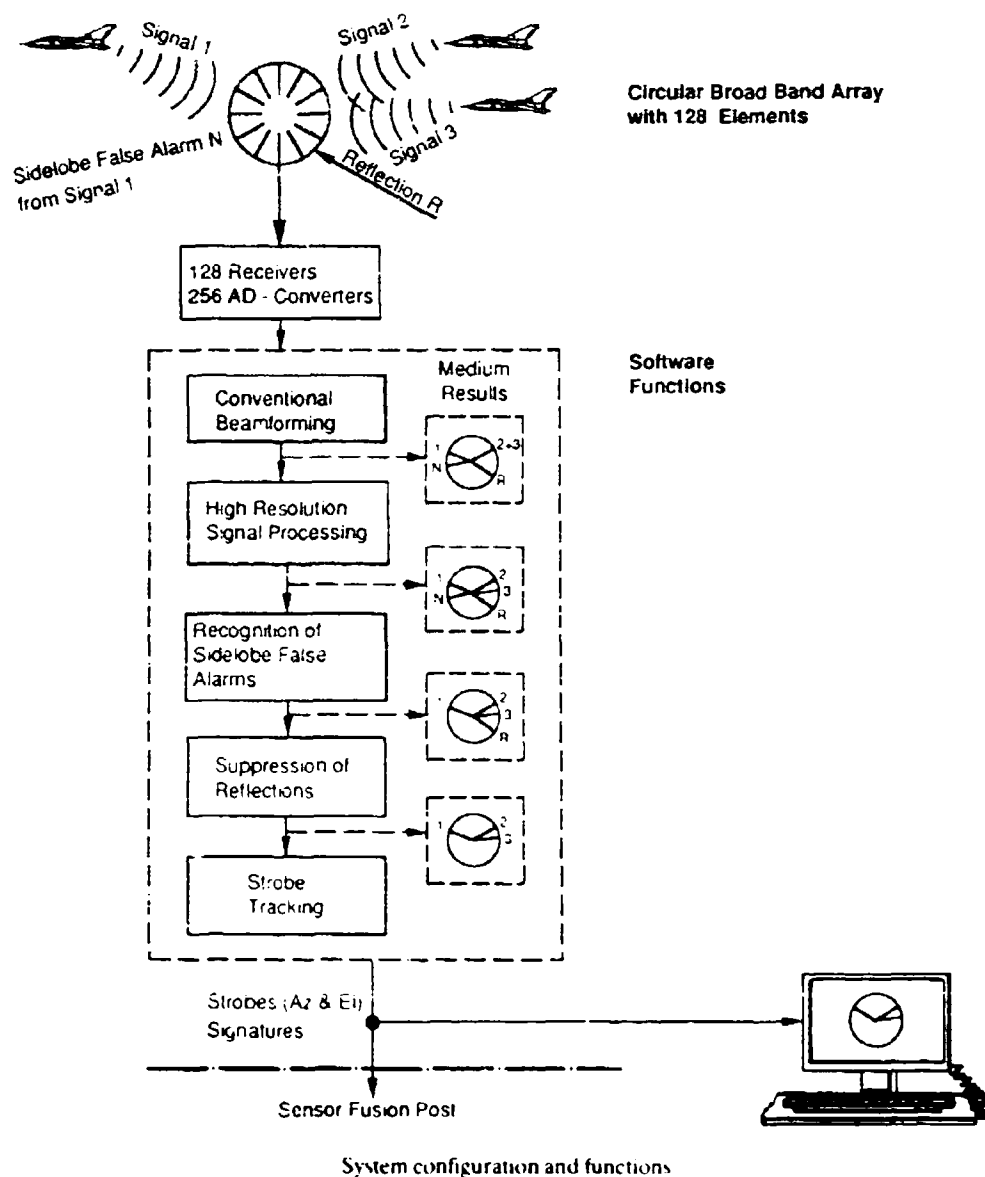 Signal 1
Signal 2
Signal 3
Circular Broad Band Array
with 128 Elements
Sidelobe False Alarm N
from Signal 1
Reflection R
128 Receivers
256 AD - Converters
Software
Functions
Medium
Results
Conventional
Beamforming
1
2+3
N
R
High Resolution
Signal Processing
1
2
3
N
R
Recognition of
Sidelobe False
Alarms
1
2
3
R
Suppression of
Reflections
1
2
3
Strobe
Tracking
Strobes (Az & El)
Signatures
Sensor Fusion Post
System configuration and functions